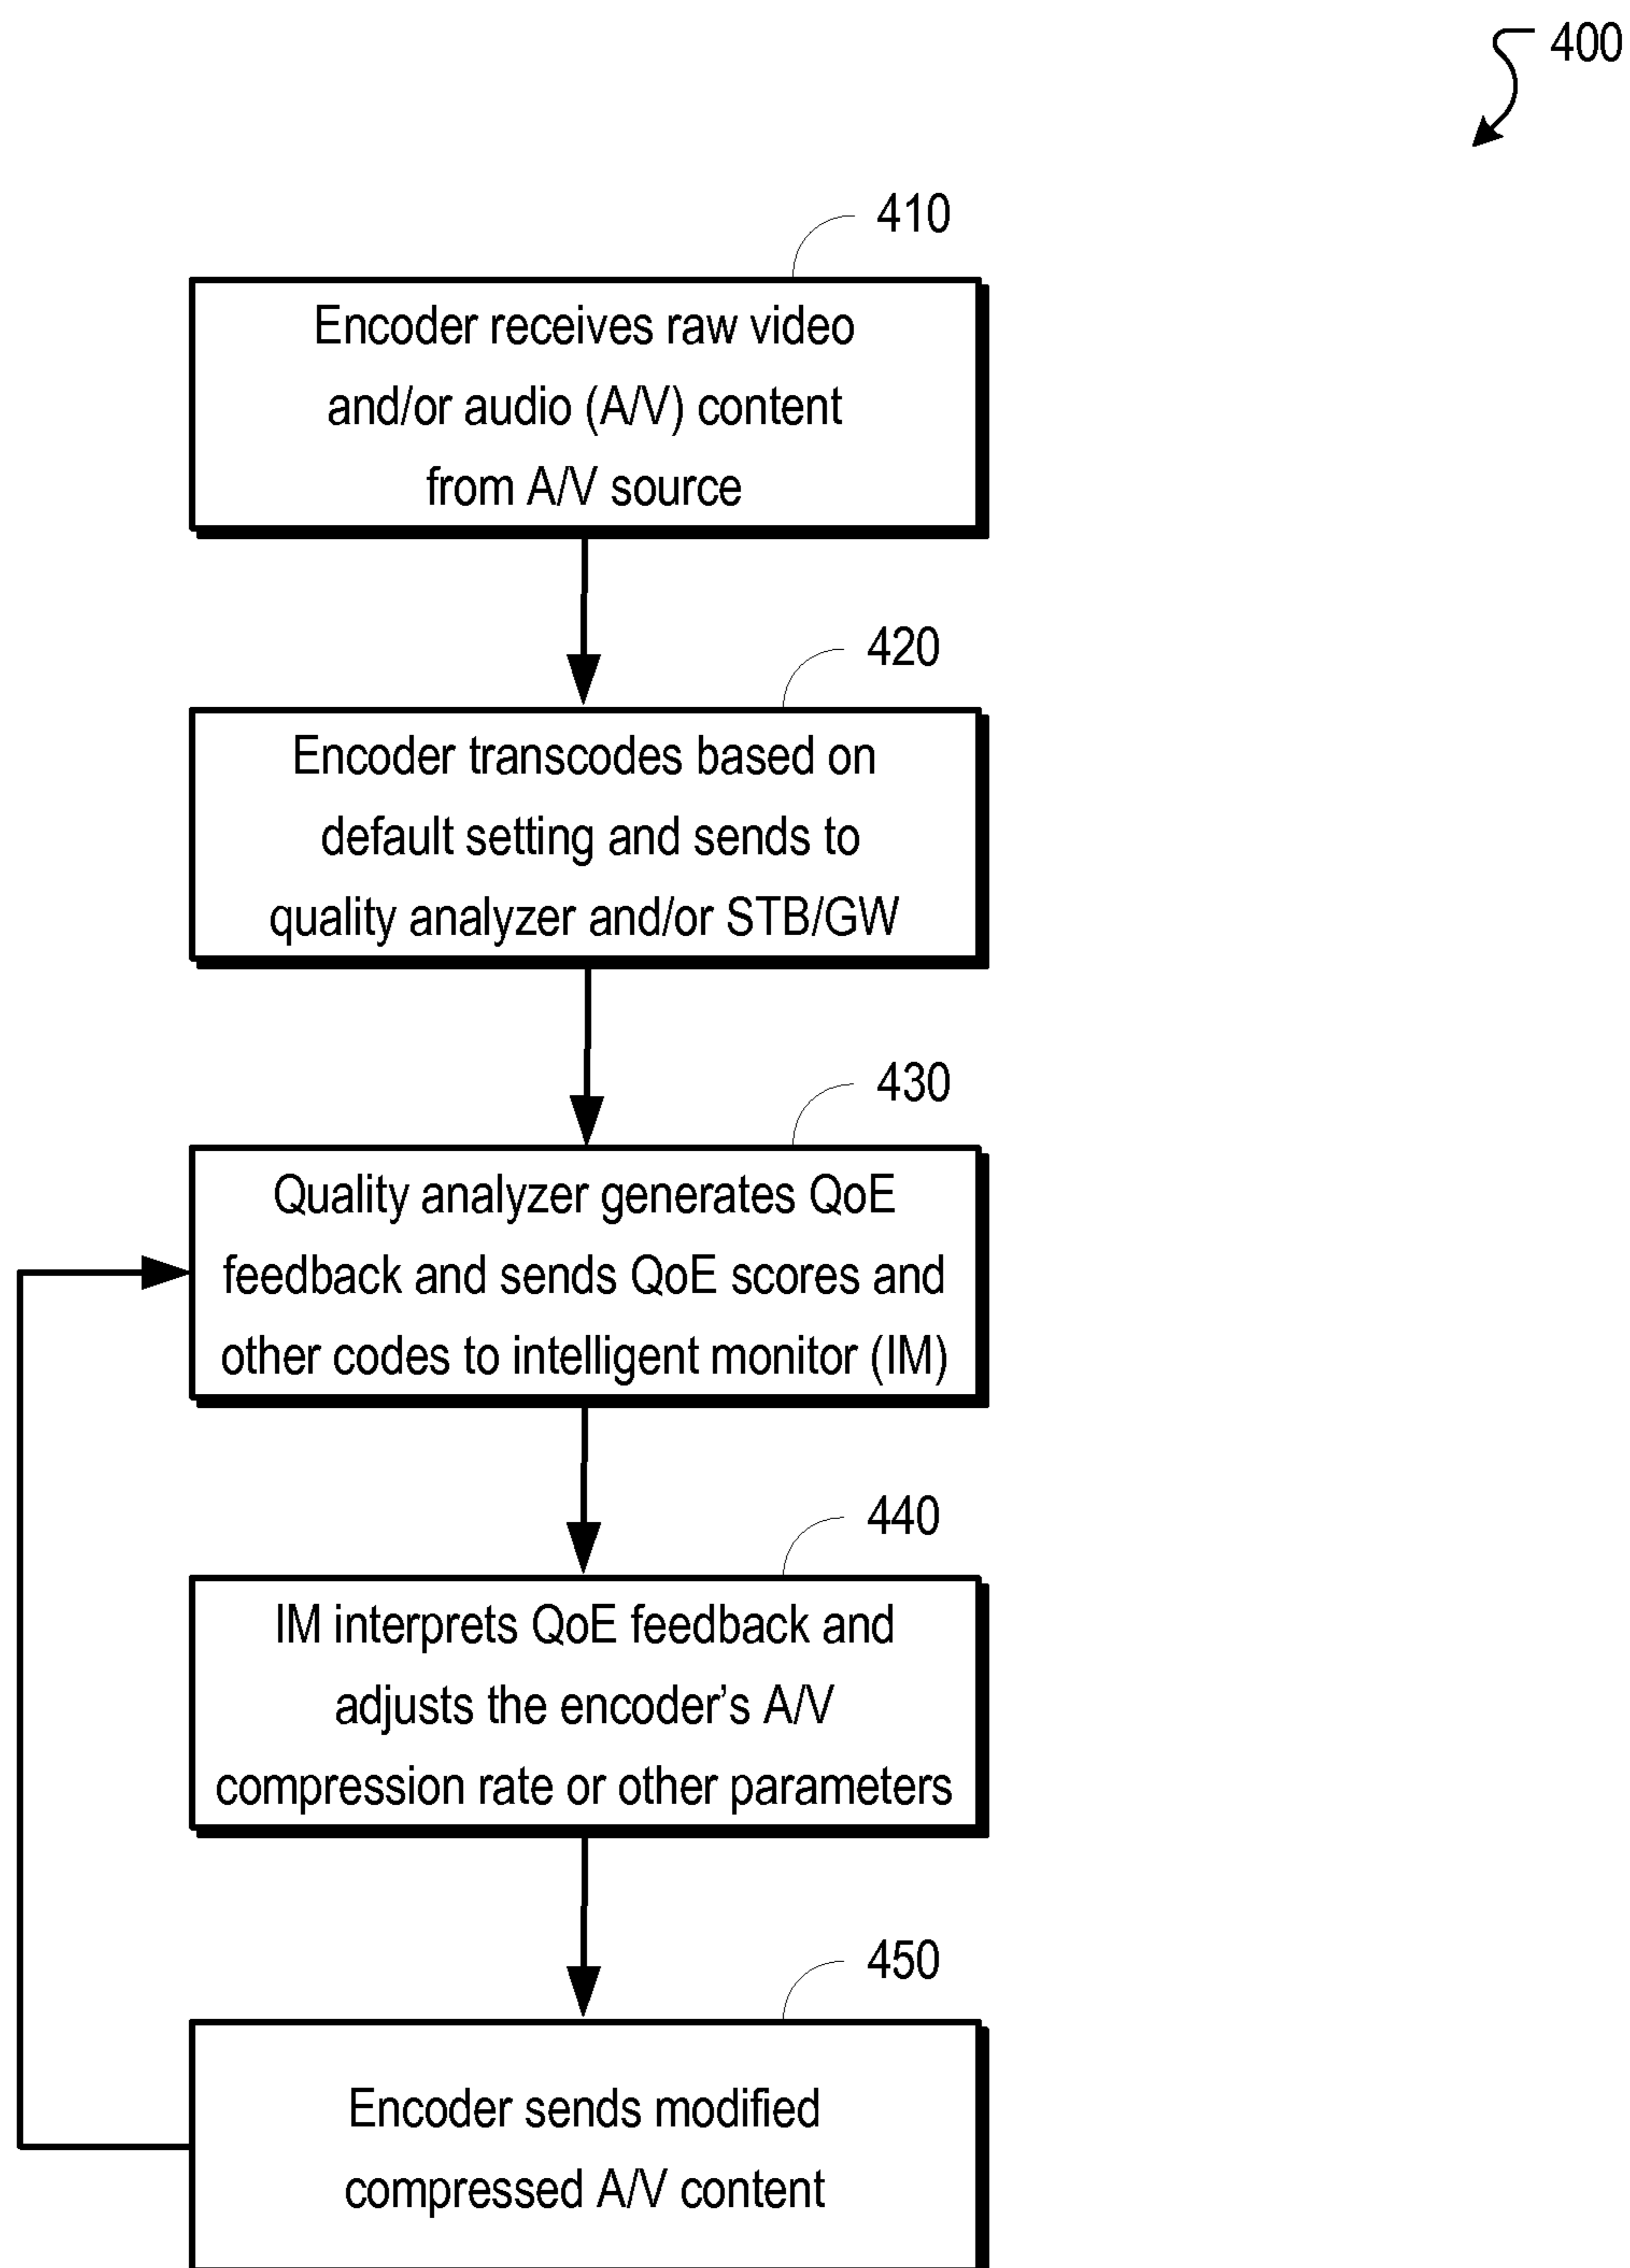 400
410
Encoder receives raw video
and/or audio (A/V) content
from A/V source
420
Encoder transcodes based on
default setting and sends to
quality analyzer and/or STB/GW
430
Quality analyzer generates QoE
feedback and sends QoE scores and
other codes to intelligent monitor (IM)
440
IM interprets QoE feedback and
adjusts the encoder’s A/V
compression rate or other parameters
450
Encoder sends modified
compressed A/V content